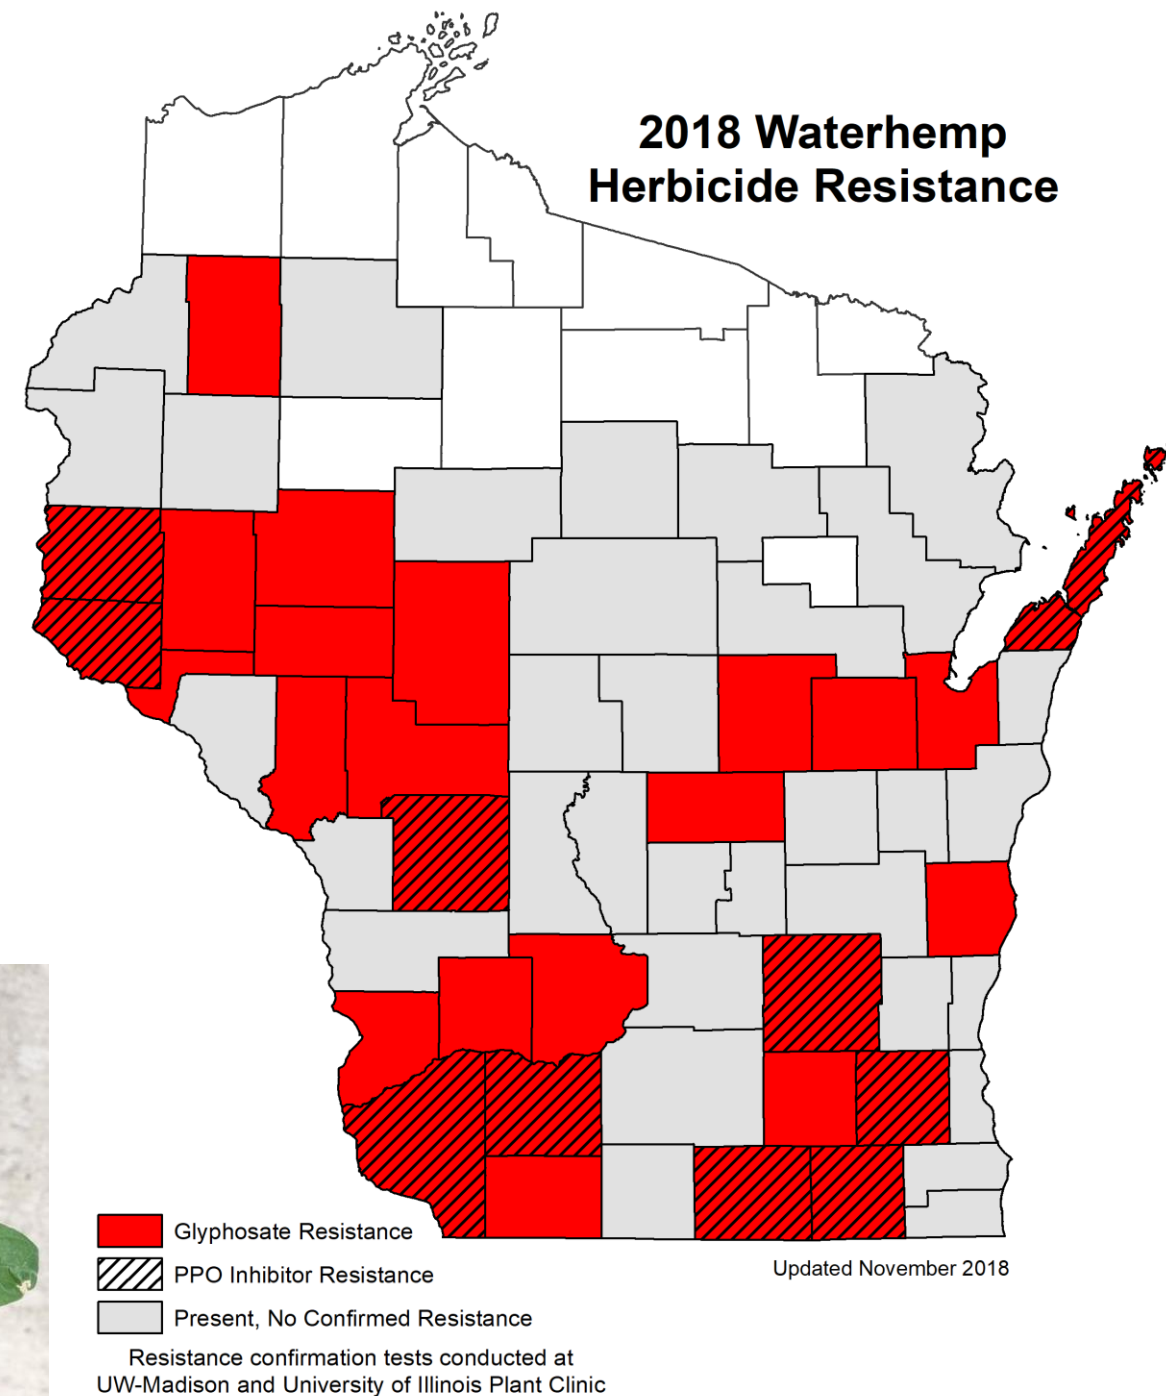 2018 Waterhemp
Herbicide Resistance
Glyphosate Resistance
PPO Inhibitor Resistance
Present, No Confirmed Resistance
Updated November 2018
Resistance confirmation tests conducted at
UW-Madison and University of Illinois Plant Clinic